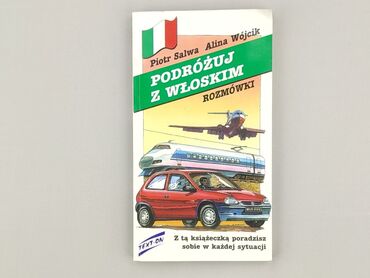 Piotr Salwa Alina Wójcik
PODRÓŻUJ
Z WŁOSKIM
ROZMÓWKI
Z tą książeczką poradzisz
sobie w każdej sytuacji
TEXT-ON